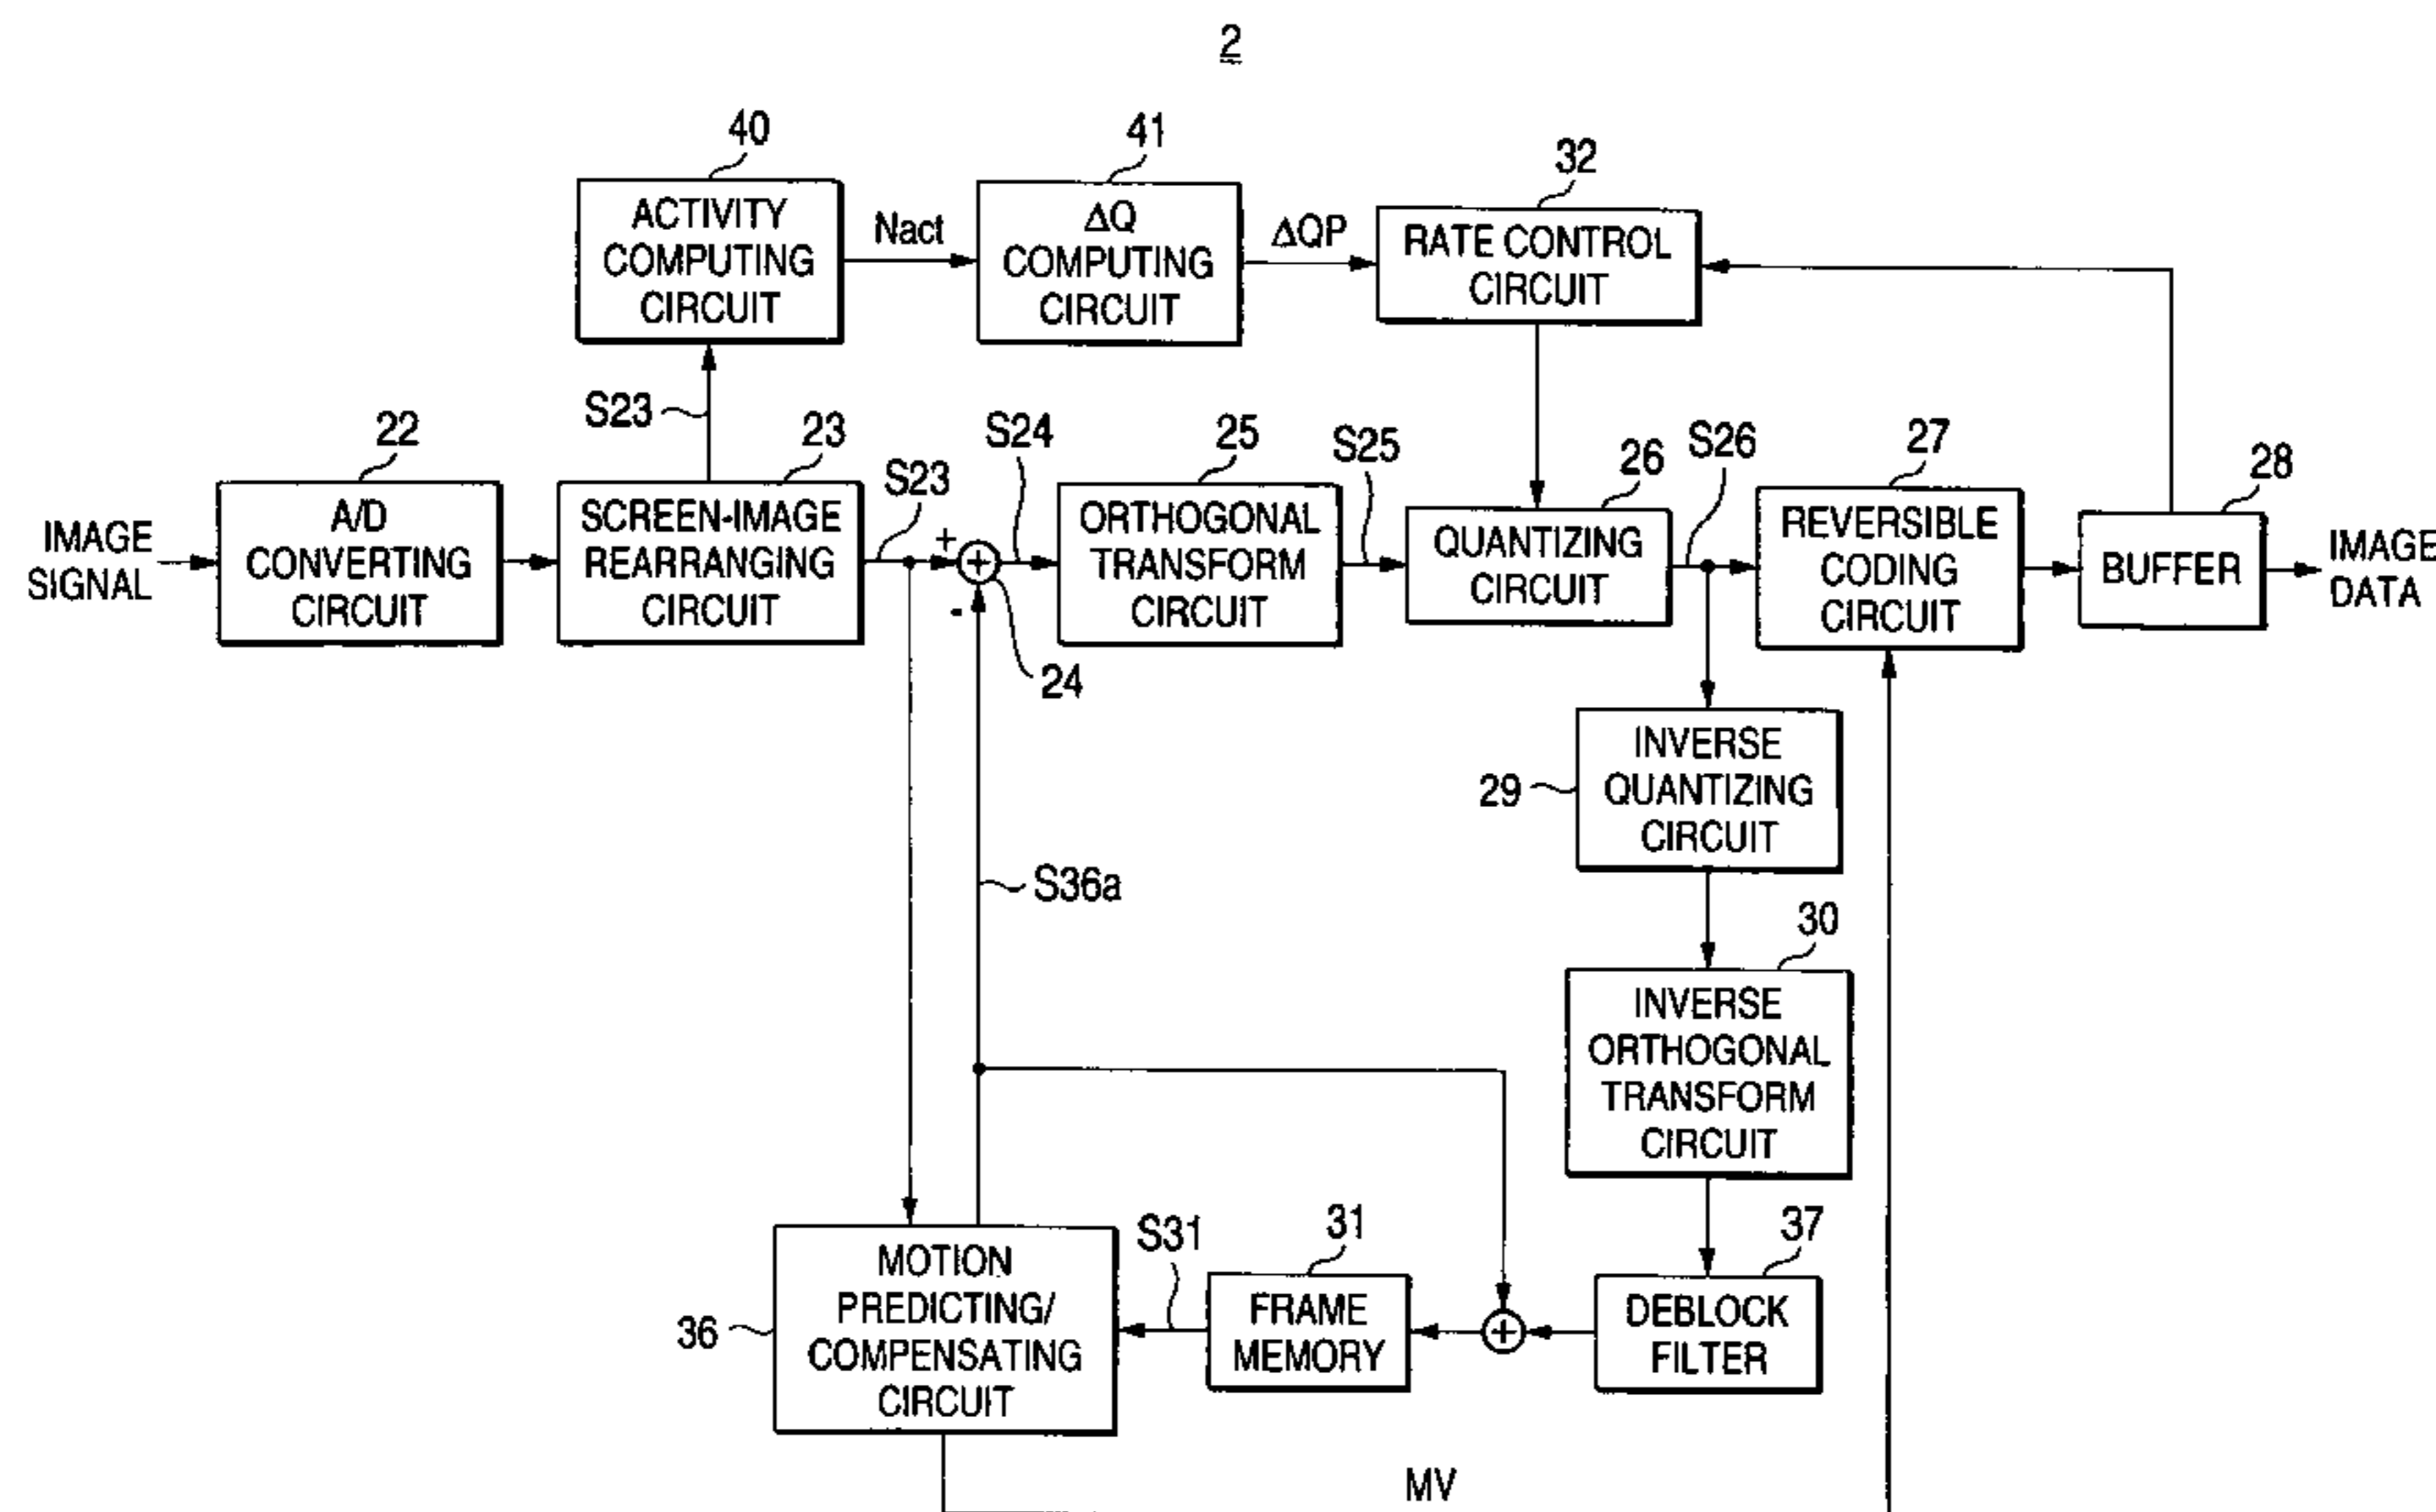 2
40
ACTIVITY
COMPUTING
CIRCUIT
Nact
41
ΔQ
COMPUTING
CIRCUIT
ΔQP
32
RATE CONTROL
CIRCUIT
S23
IMAGE
SIGNAL
22
A/D
CONVERTING
CIRCUIT
23
SCREEN-IMAGE
REARRANGING
CIRCUIT
S23
+
+
-
24
S24
25
ORTHOGONAL
TRANSFORM
CIRCUIT
S25
26
QUANTIZING
CIRCUIT
S26
27
REVERSIBLE
CODING
CIRCUIT
28
BUFFER
IMAGE
DATA
29
INVERSE
QUANTIZING
CIRCUIT
S36a
30
INVERSE
ORTHOGONAL
TRANSFORM
CIRCUIT
36
MOTION
PREDICTING/
COMPENSATING
CIRCUIT
S31
31
FRAME
MEMORY
+
37
DEBLOCK
FILTER
MV